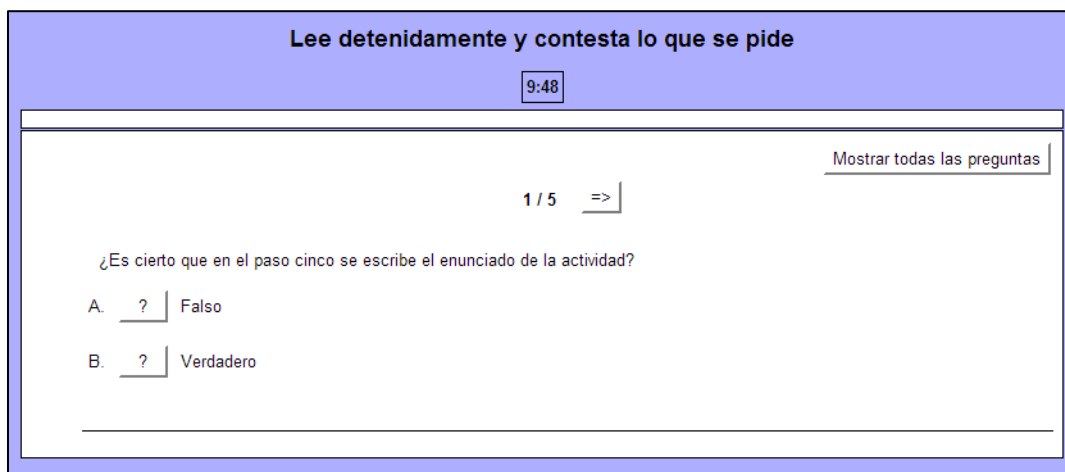 Lee detenidamente y contesta lo que se pide
9:48
Mostrar todas las preguntas
1 / 5 =>
¿Es cierto que en el paso cinco se escribe el enunciado de la actividad?
A. ? Falso
B. ? Verdadero